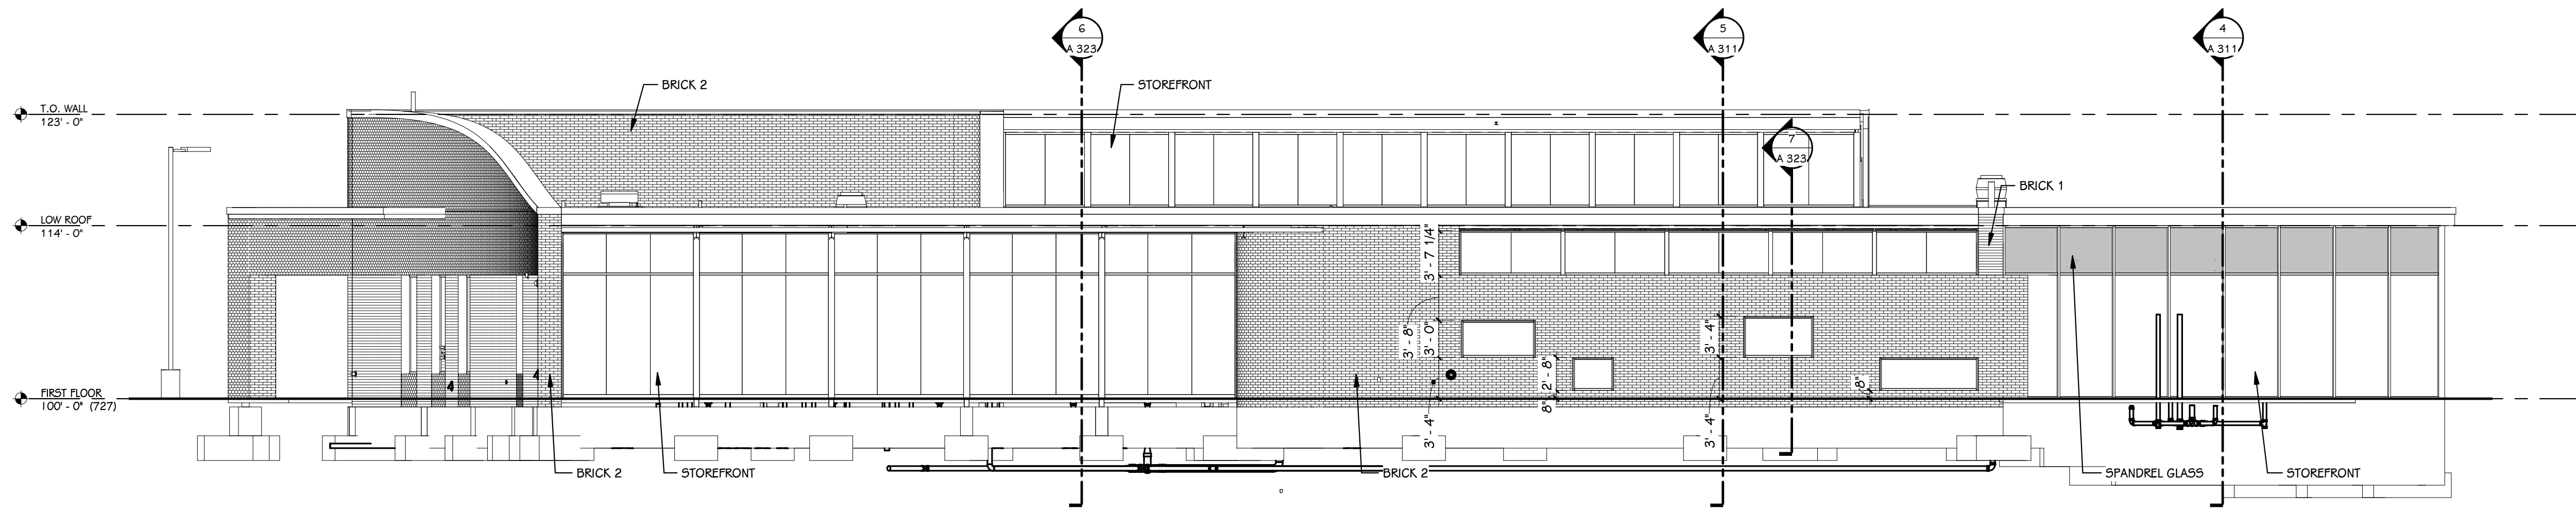 6
A 323
5
A 311
4
A 311
BRICK 2
STOREFRONT
T.O. WALL
123' - 0"
7
A 323
BRICK 1
LOW ROOF
114' - 0"
3' - 7 1/4"
3' - 8"
3' - 0"
3' - 4"
8"
2' - 8"
8"
FIRST FLOOR
100' - 0" (727)
3' - 4"
3' - 4"
BRICK 2
STOREFRONT
BRICK 2
SPANDREL GLASS
STOREFRONT